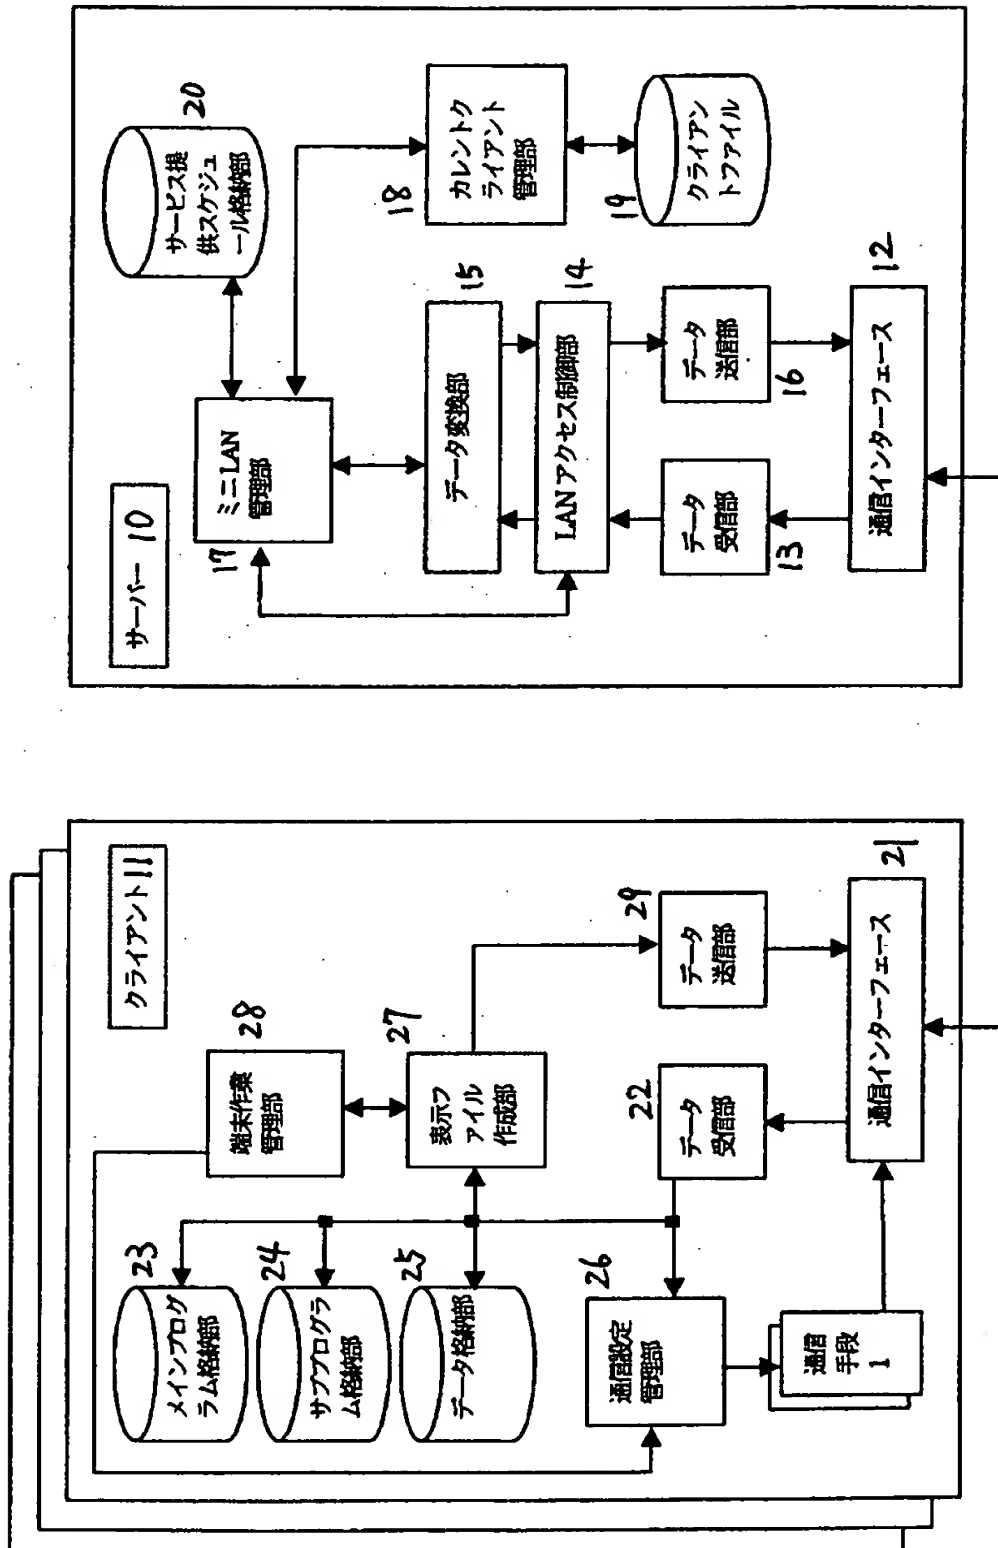 クライアント11
メインプログ
ラム格納部
23
サブプログラ
ム格納部
24
データ格納部
25
端末作業
管理部
28
表示フ
ァイル
作成部
27
通信設定
管理部
26
通信
手段
1
データ
受信部
22
データ
送信部
29
通信インターフェース
21
サーバー 10
ミニLAN
管理部
17
サービス提
供スケジュ
ール格納部
20
データ変換部
15
LANアクセス制御部
14
カレントク
ライアント
管理部
18
クライアン
トファイル
19
データ
受信部
13
データ
送信部
16
通信インターフェース
12